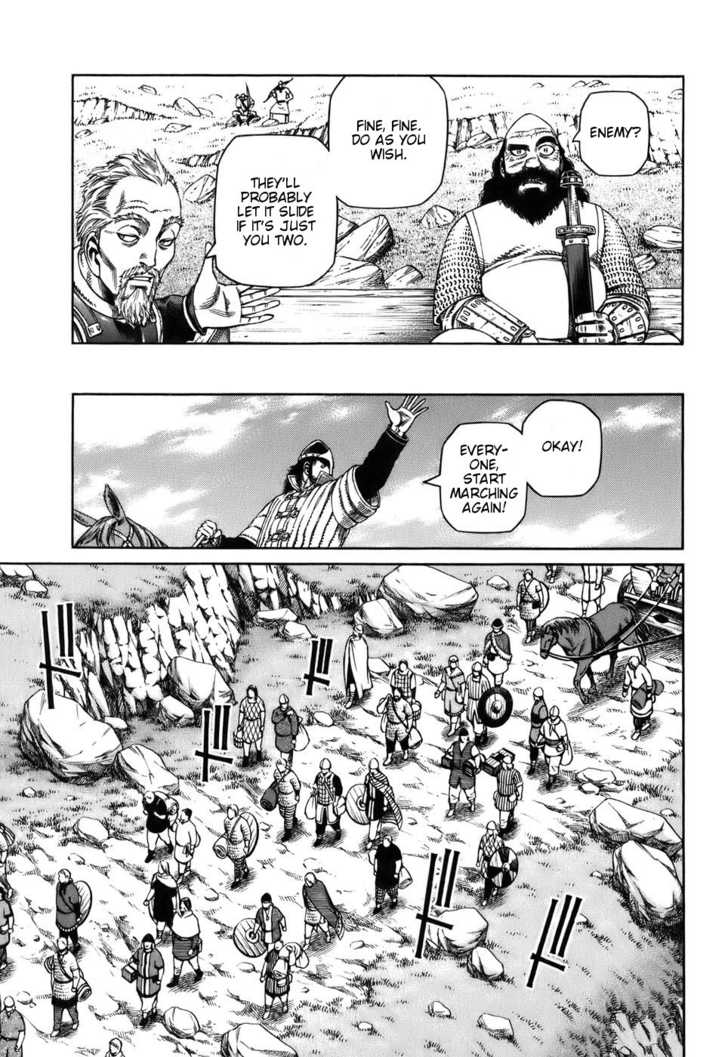 ENEMY?
FINE, FINE.
DO AS YOU
WISH.
THEY'LL
PROBABLY
LET IT SLIDE
IF IT'S JUST
YOU TWO.
OKAY!
EVERY-
ONE,
START
MARCHING
AGAIN!